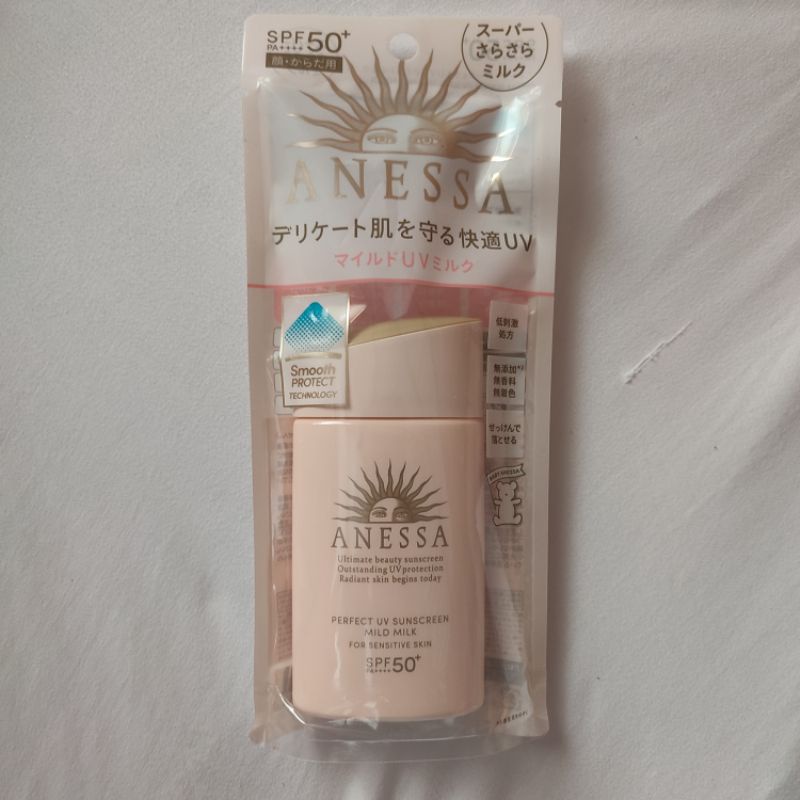 SPF50+
PA++++
顔・からだ用
スーパー
さらさら
ミルク
ANESSA
デリケート肌を守る快適UV
マイルドUVミルク
Smooth
PROTECT
TECHNOLOGY
低刺激
処方
無添加
無香料
無着色
せっけんで
落とせる
ANESSA
Ultimate beauty sunscreen
Outstanding UV protection
Radiant skin begins today
PERFECT UV SUNSCREEN
MILD MILK
FOR SENSITIVE SKIN
SPF50+
PA++++